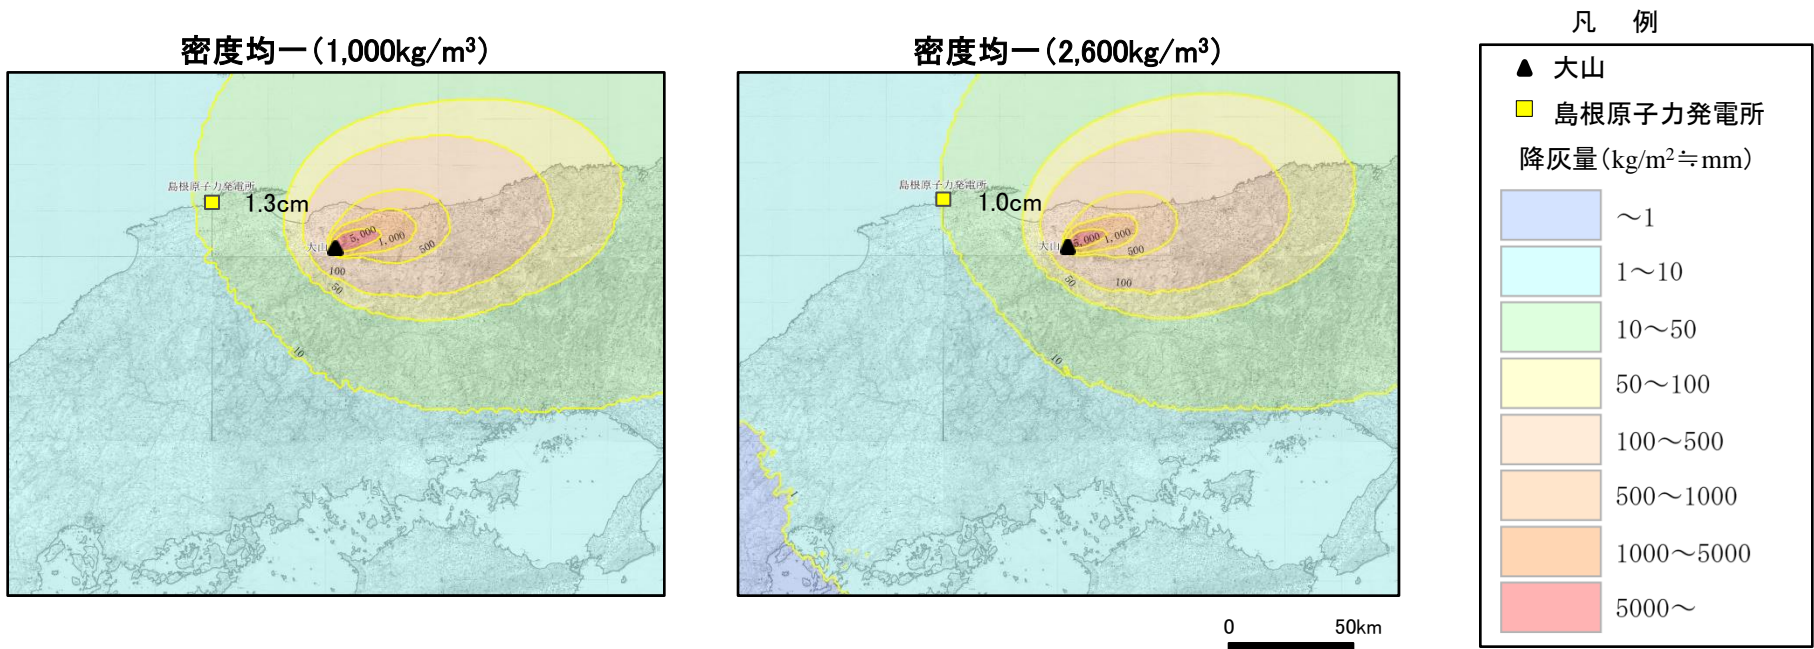 密度均一(1,000kg/m³)
島根原子力発電所
1.3cm
大山
5,000
1,000
500
100
50
10
密度均一(2,600kg/m³)
島根原子力発電所
1.0cm
大山
5,000
1,000
500
50
100
10
1
0 50km
凡 例
大山
島根原子力発電所
降灰量(kg/m²≒mm)
~1
1~10
10~50
50~100
100~500
500~1000
1000~5000
5000~